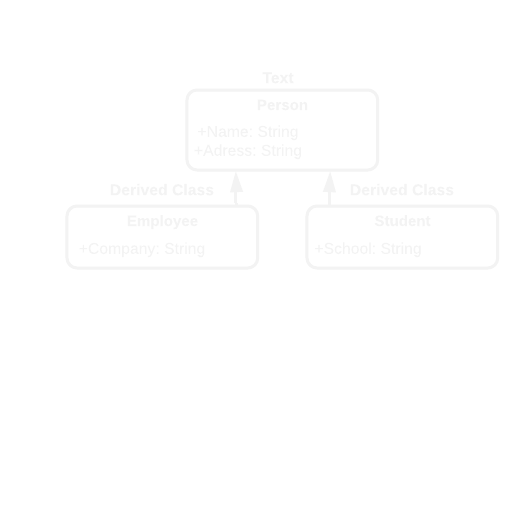 Text
Person
+Name: String
+Adress: String
Derived Class
Derived Class
Employee
Student
+Company: String
+School: String